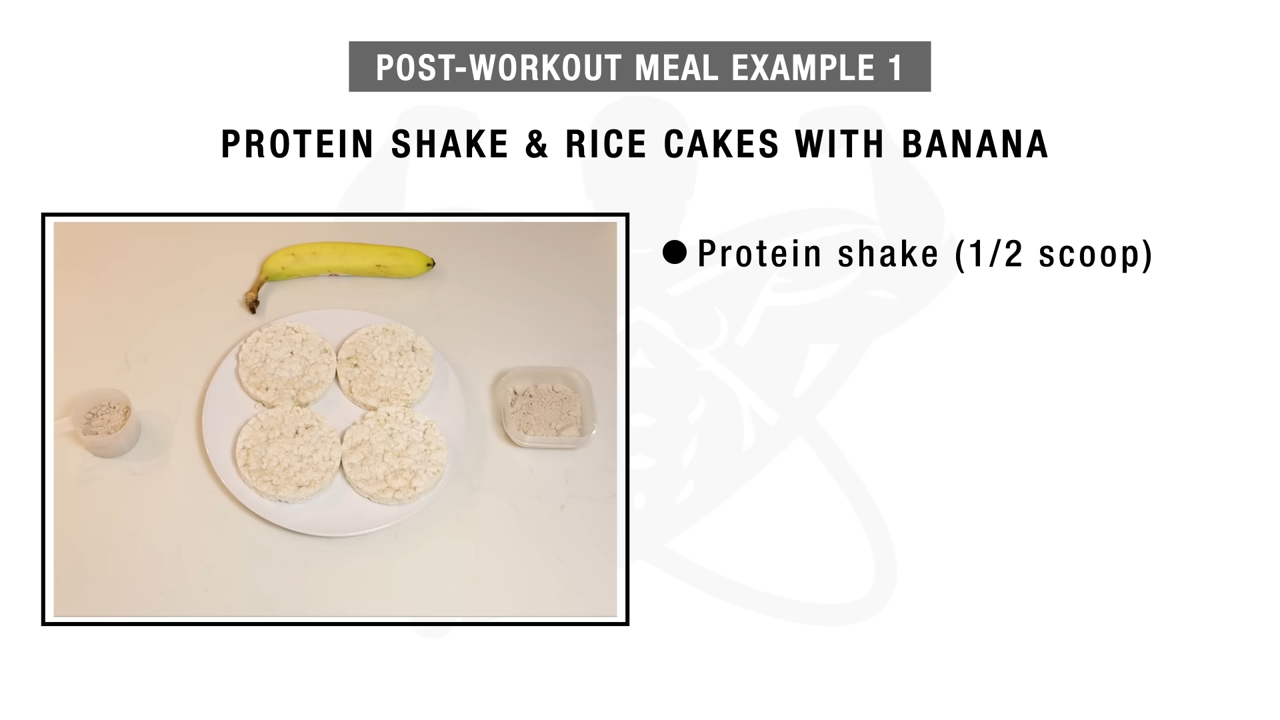 POST-WORKOUT MEAL EXAMPLE 1
PROTEIN SHAKE & RICE CAKES WITH BANANA
● Protein shake (1/2 scoop)